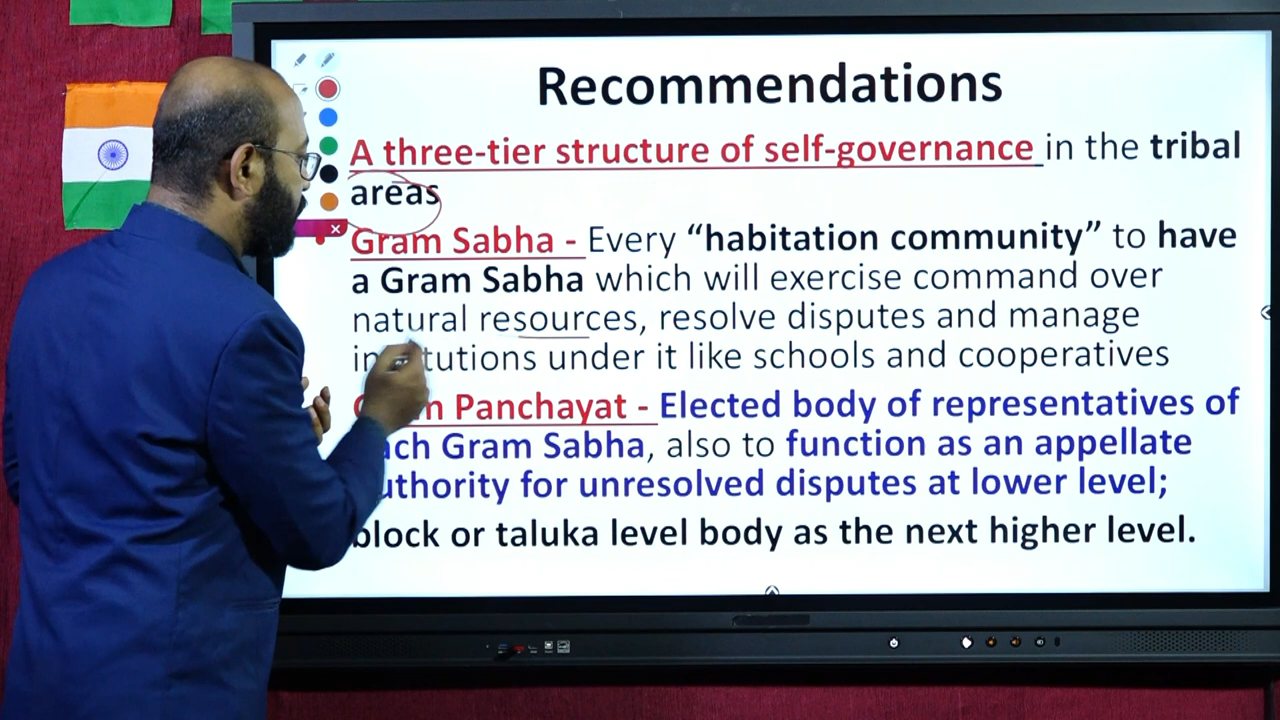 Recommendations
A three-tier structure of self-governance in the tribal
areas
Gram Sabha - Every “habitation community” to have
a Gram Sabha which will exercise command over
natural resources, resolve disputes and manage
under it like schools and cooperatives
Panchayat - Elected body of representatives of
Gram Sabha, also to function as an appellate
authority for unresolved disputes at lower level;
block or taluka level body as the next higher level.